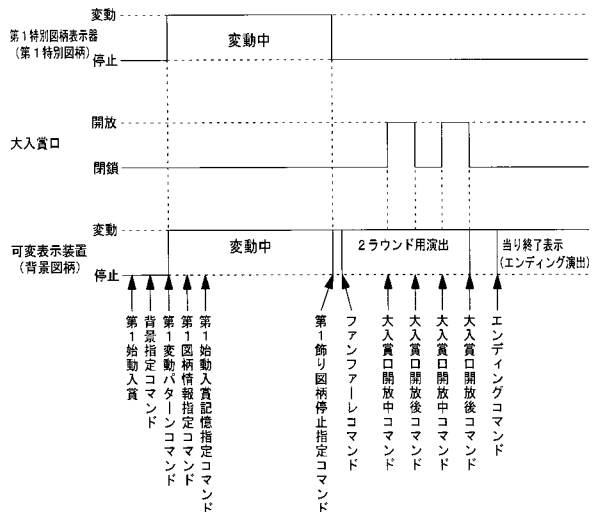 変動
第1特別図柄表示器
(第1特別図柄)
変動中
停止
開放
大入賞口
閉鎖
変動
可変表示装置
(背景図柄)
変動中
2ラウンド用演出
当り終了表示
(エンディング演出)
停止
第1始動入賞
背景指定コマンド
第1変動パターンコマンド
第1図柄情報指定コマンド
第1始動入賞記憶指定コマンド
第1飾り図柄停止指定コマンド
ファンファーレコマンド
大入賞口開放中コマンド
大入賞口開放後コマンド
大入賞口開放中コマンド
大入賞口開放後コマンド
エンディングコマンド